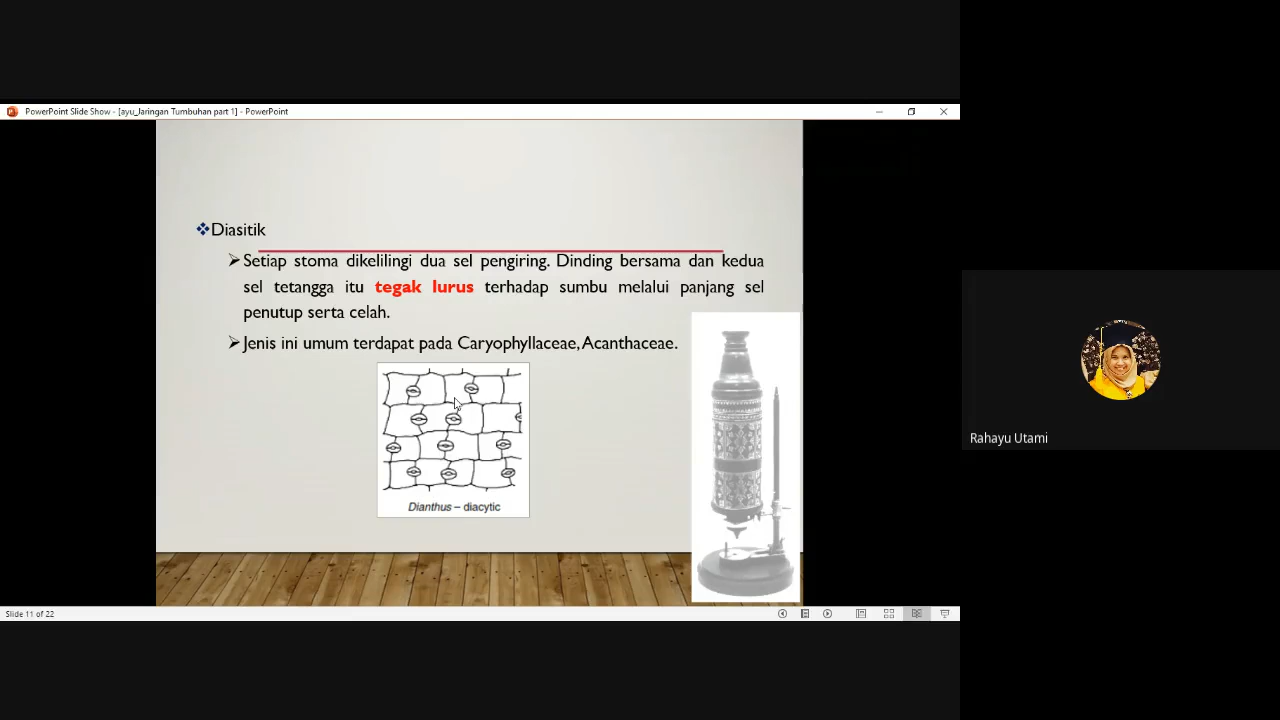 PowerPoint Slide Show - [ayu_Jaringan Tumbuhan part 1] - PowerPoint
Diasitik
Setiap stoma dikelilingi dua sel pengiring. Dinding bersama dan kedua
sel tetangga itu tegak lurus terhadap sumbu melalui panjang sel
penutup serta celah.
Jenis ini umum terdapat pada Caryophyllaceae, Acanthaceae.
Dianthus – diacytic
Rahayu Utami
Slide 11 of 22